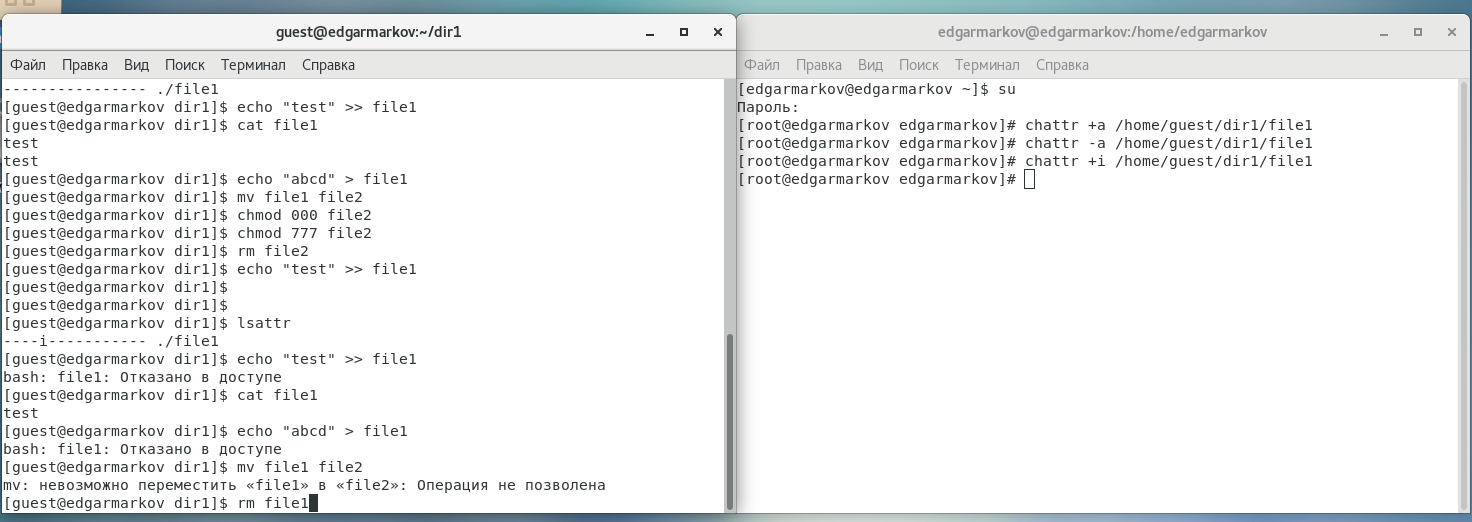 guest@edgarmarkov:~/dir1
Файл Правка Вид Поиск Терминал Справка
---------------- ./file1
[guest@edgarmarkov dir1]$ echo "test" >> file1
[guest@edgarmarkov dir1]$ cat file1
test
test
[guest@edgarmarkov dir1]$ echo "abcd" > file1
[guest@edgarmarkov dir1]$ mv file1 file2
[guest@edgarmarkov dir1]$ chmod 000 file2
[guest@edgarmarkov dir1]$ chmod 777 file2
[guest@edgarmarkov dir1]$ rm file2
[guest@edgarmarkov dir1]$ echo "test" >> file1
[guest@edgarmarkov dir1]$
[guest@edgarmarkov dir1]$
[guest@edgarmarkov dir1]$ lsattr
----i----------- ./file1
[guest@edgarmarkov dir1]$ echo "test" >> file1
bash: file1: Отказано в доступе
[guest@edgarmarkov dir1]$ cat file1
test
[guest@edgarmarkov dir1]$ echo "abcd" > file1
bash: file1: Отказано в доступе
[guest@edgarmarkov dir1]$ mv file1 file2
mv: невозможно переместить «file1» в «file2»: Операция не позволена
[guest@edgarmarkov dir1]$ rm file1
edgarmarkov@edgarmarkov:/home/edgarmarkov
Файл Правка Вид Поиск Терминал Справка
[edgarmarkov@edgarmarkov ~]$ su
Пароль:
[root@edgarmarkov edgarmarkov]# chattr +a /home/guest/dir1/file1
[root@edgarmarkov edgarmarkov]# chattr -a /home/guest/dir1/file1
[root@edgarmarkov edgarmarkov]# chattr +i /home/guest/dir1/file1
[root@edgarmarkov edgarmarkov]#